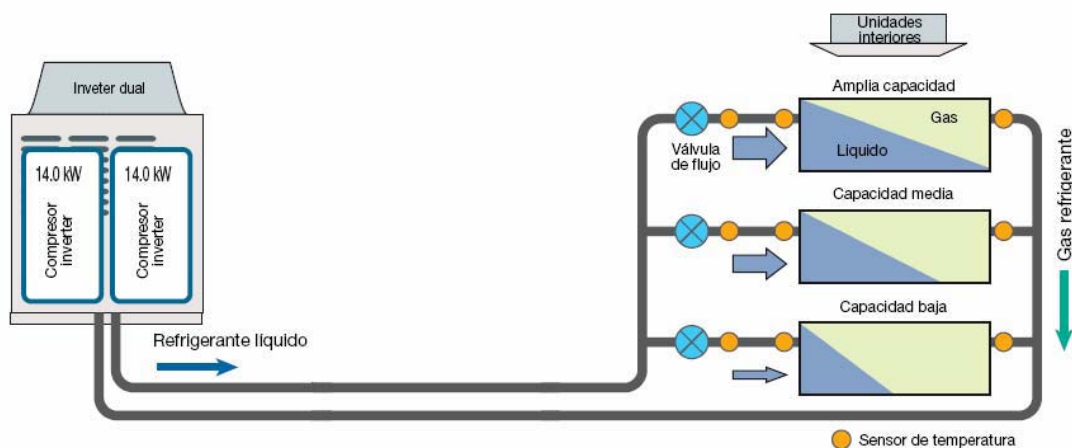 Unidades
interiores
Inveter dual
Amplia capacidad
Gas
Liquido
Válvula
de flujo
14.0 kW
14.0 kW
Compresor
inverter
Compresor
inverter
Capacidad media
Gas refrigerante
Capacidad baja
Refrigerante líquido
Sensor de temperatura